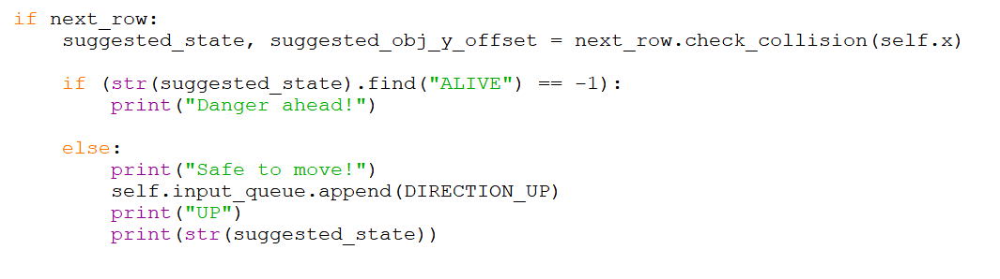 if next_row:
    suggested_state, suggested_obj_y_offset = next_row.check_collision(self.x)

    if (str(suggested_state).find("ALIVE") == -1):
        print("Danger ahead!")

    else:
        print("Safe to move!")
        self.input_queue.append(DIRECTION_UP)
        print("UP")
        print(str(suggested_state))